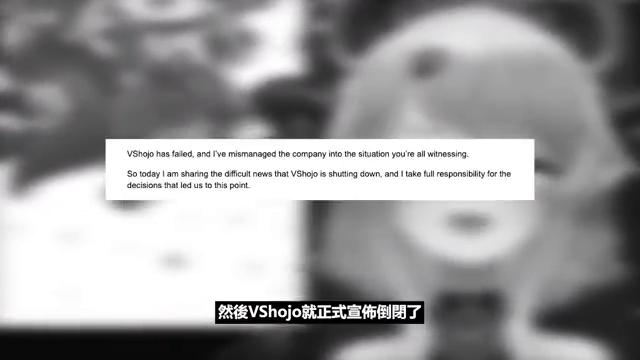 VShojo has failed, and I've mismanaged the company into the situation you're all witnessing.
So today I am sharing the difficult news that VShojo is shutting down, and I take full responsibility for the
decisions that led us to this point.
然後VShojo就正式宣佈倒閉了